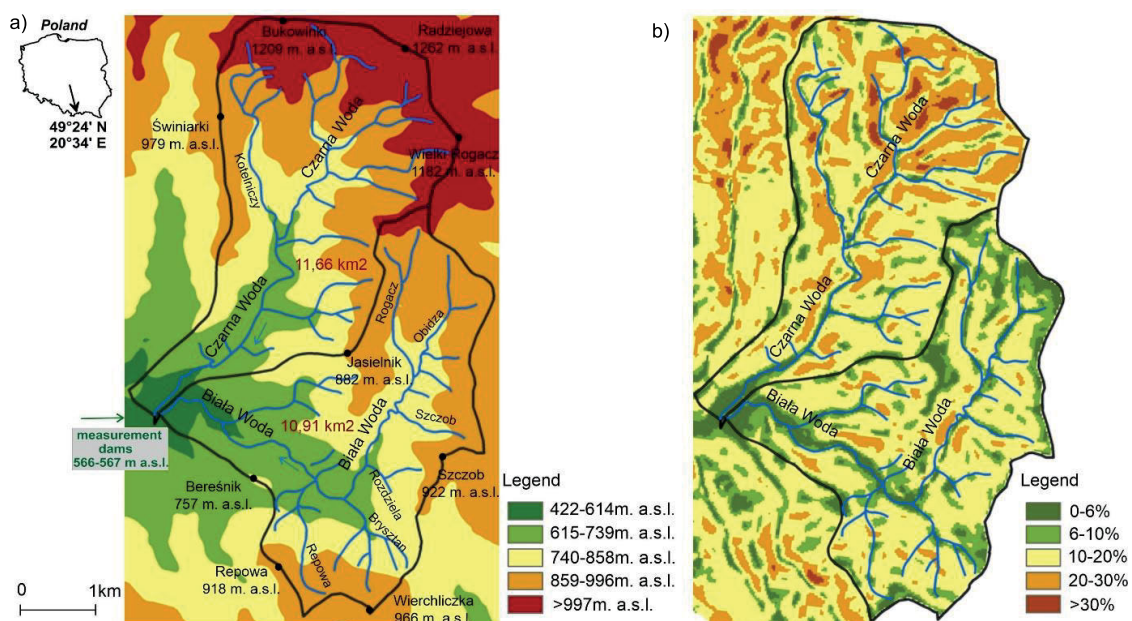 a)
Poland
49°24' N
20°34' E
Bukowinki
1209 m. a.s.l.
Radziejowa
1262 m. a.s.l.
Świniarki
979 m. a.s.l.
Kotelniczy
Czarna Woda
Wielki Rogacz
1182 m. a.s.l.
11,66 km2
Czarna Woda
Rogacz
Obidza
Jasielnik
882 m. a.s.l.
Biała Woda
10,91 km2
Biała Woda
Szczob
measurement
dams
566-567 m a.s.l.
Szczob
922 m. a.s.l.
Bereśnik
757 m. a.s.l.
Rozdziela
Brysztan
Repowa
Repowa
918 m. a.s.l.
Wierchliczka
966 m. a.s.l.
0 1km
Legend
422-614m. a.s.l.
615-739m. a.s.l.
740-858m. a.s.l.
859-996m. a.s.l.
>997m. a.s.l.
b)
Czarna Woda
Czarna Woda
Biała Woda
Biała Woda
Legend
0-6%
6-10%
10-20%
20-30%
>30%